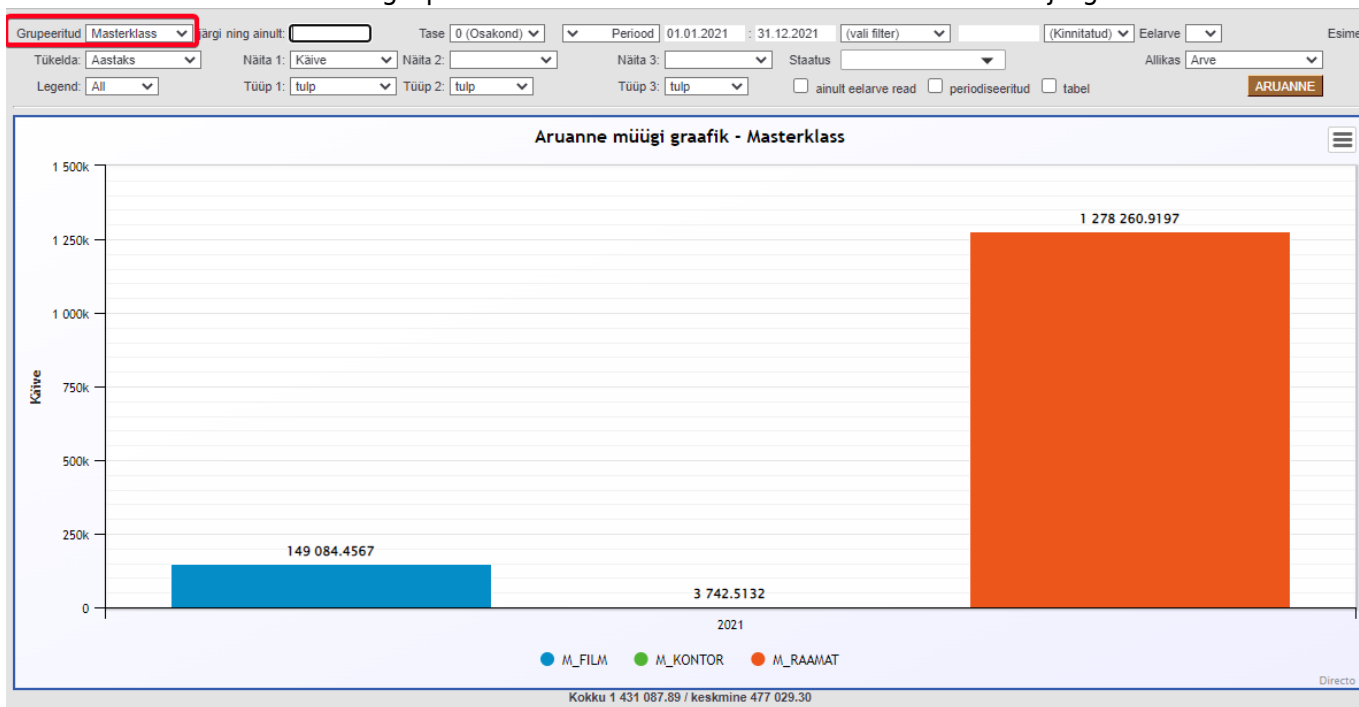 Grupeeritud Masterklass järgi ning ainult: Tase 0 (Osakond) Periood 01.01.2021 : 31.12.2021 (vali filter) (Kinnitatud) Eelarve Esime
Tükelda: Aastaks Näita 1: Käive Näita 2: Näita 3: Staatus Allikas Arve
Legend: All Tüüp 1: tulp Tüüp 2: tulp Tüüp 3: tulp ainult eelarve read periodiseeritud tabel ARUANNE
Aruanne müügi graafik - Masterklass
1 500k
1 278 260.9197
1 250k
1 000k
Käive
750k
500k
250k
149 084.4567
3 742.5132
0
2021
M_FILM M_KONTOR M_RAAMAT
Directo
Kokku 1 431 087.89 / keskmine 477 029.30